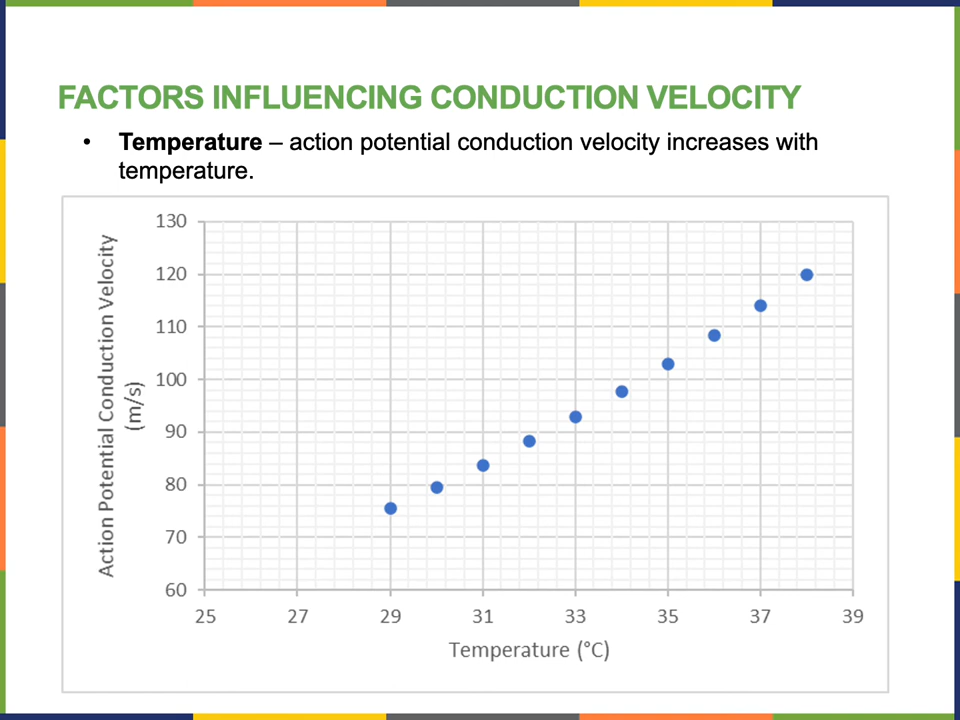 FACTORS INFLUENCING CONDUCTION VELOCITY
• Temperature – action potential conduction velocity increases with
temperature.
Action Potential Conduction Velocity
(m/s)
130
120
110
100
90
80
70
60
25 27 29 31 33 35 37 39
Temperature (°C)